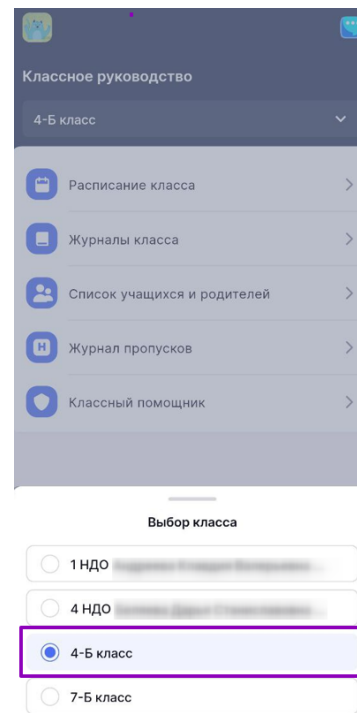 Классное руководство
4-Б класс
Расписание класса
Журналы класса
Список учащихся и родителей
Н Журнал пропусков
Классный помощник
Выбор класса
1 НДО
4 НДО
4-Б класс
7-Б класс